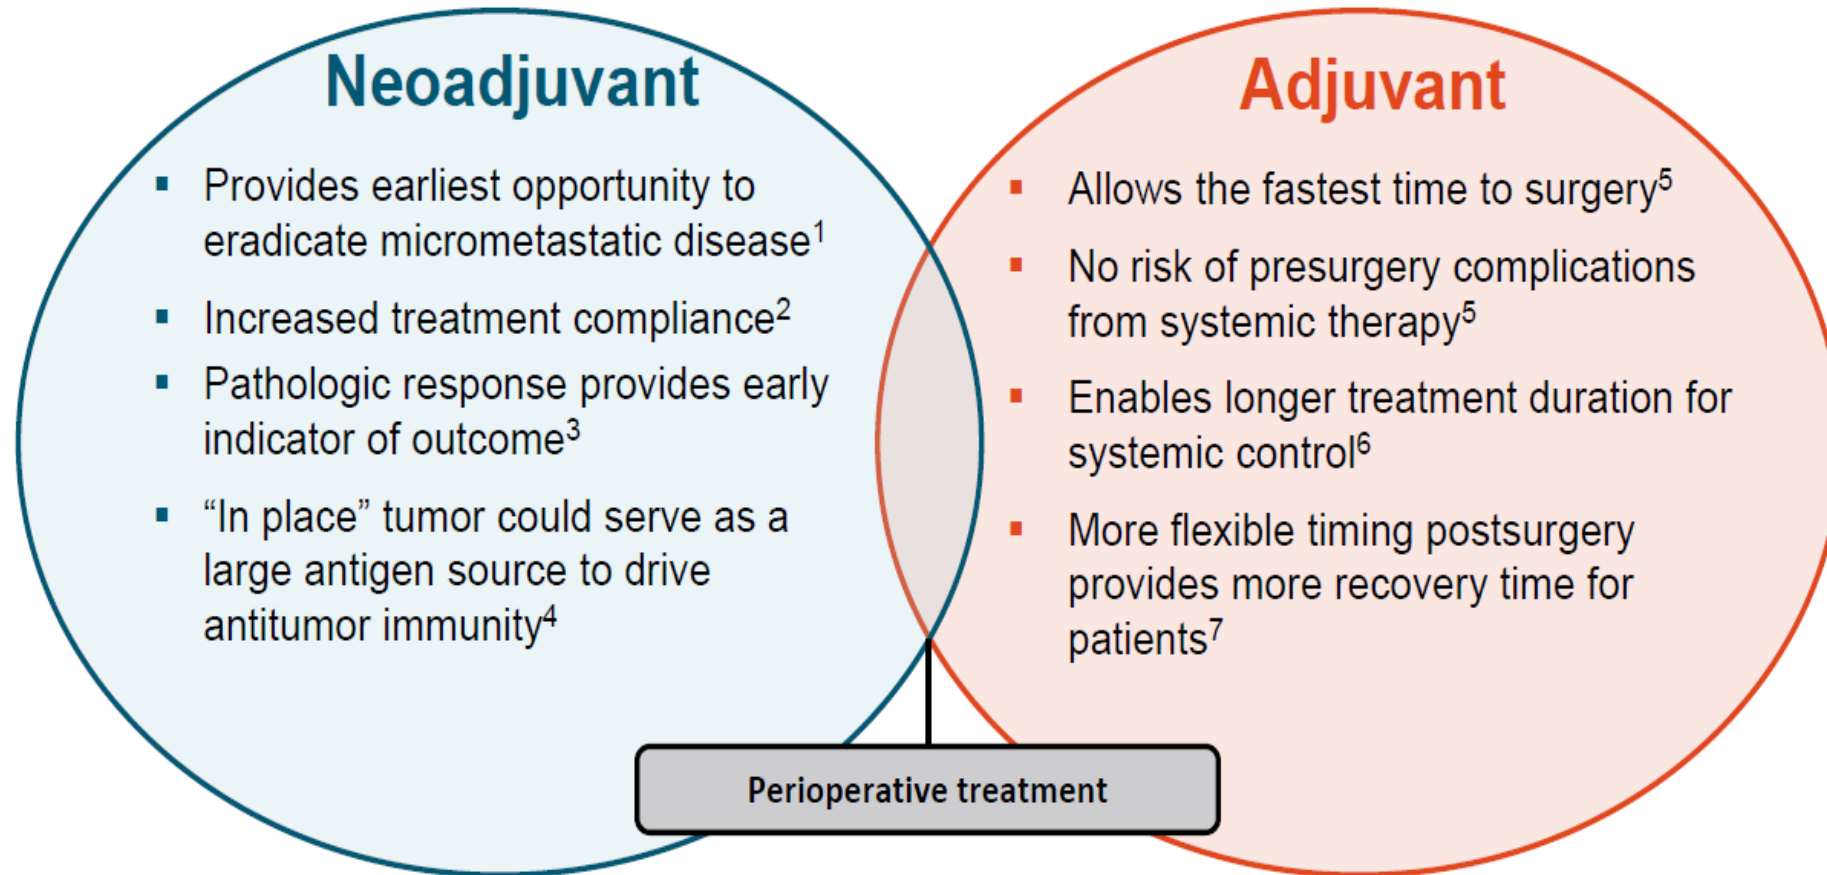 Neoadjuvant
▪ Provides earliest opportunity to
eradicate micrometastatic disease¹
▪ Increased treatment compliance²
▪ Pathologic response provides early
indicator of outcome³
▪ “In place” tumor could serve as a
large antigen source to drive
antitumor immunity⁴
Adjuvant
▪ Allows the fastest time to surgery⁵
▪ No risk of presurgery complications
from systemic therapy⁵
▪ Enables longer treatment duration for
systemic control⁶
▪ More flexible timing postsurgery
provides more recovery time for
patients⁷
Perioperative treatment